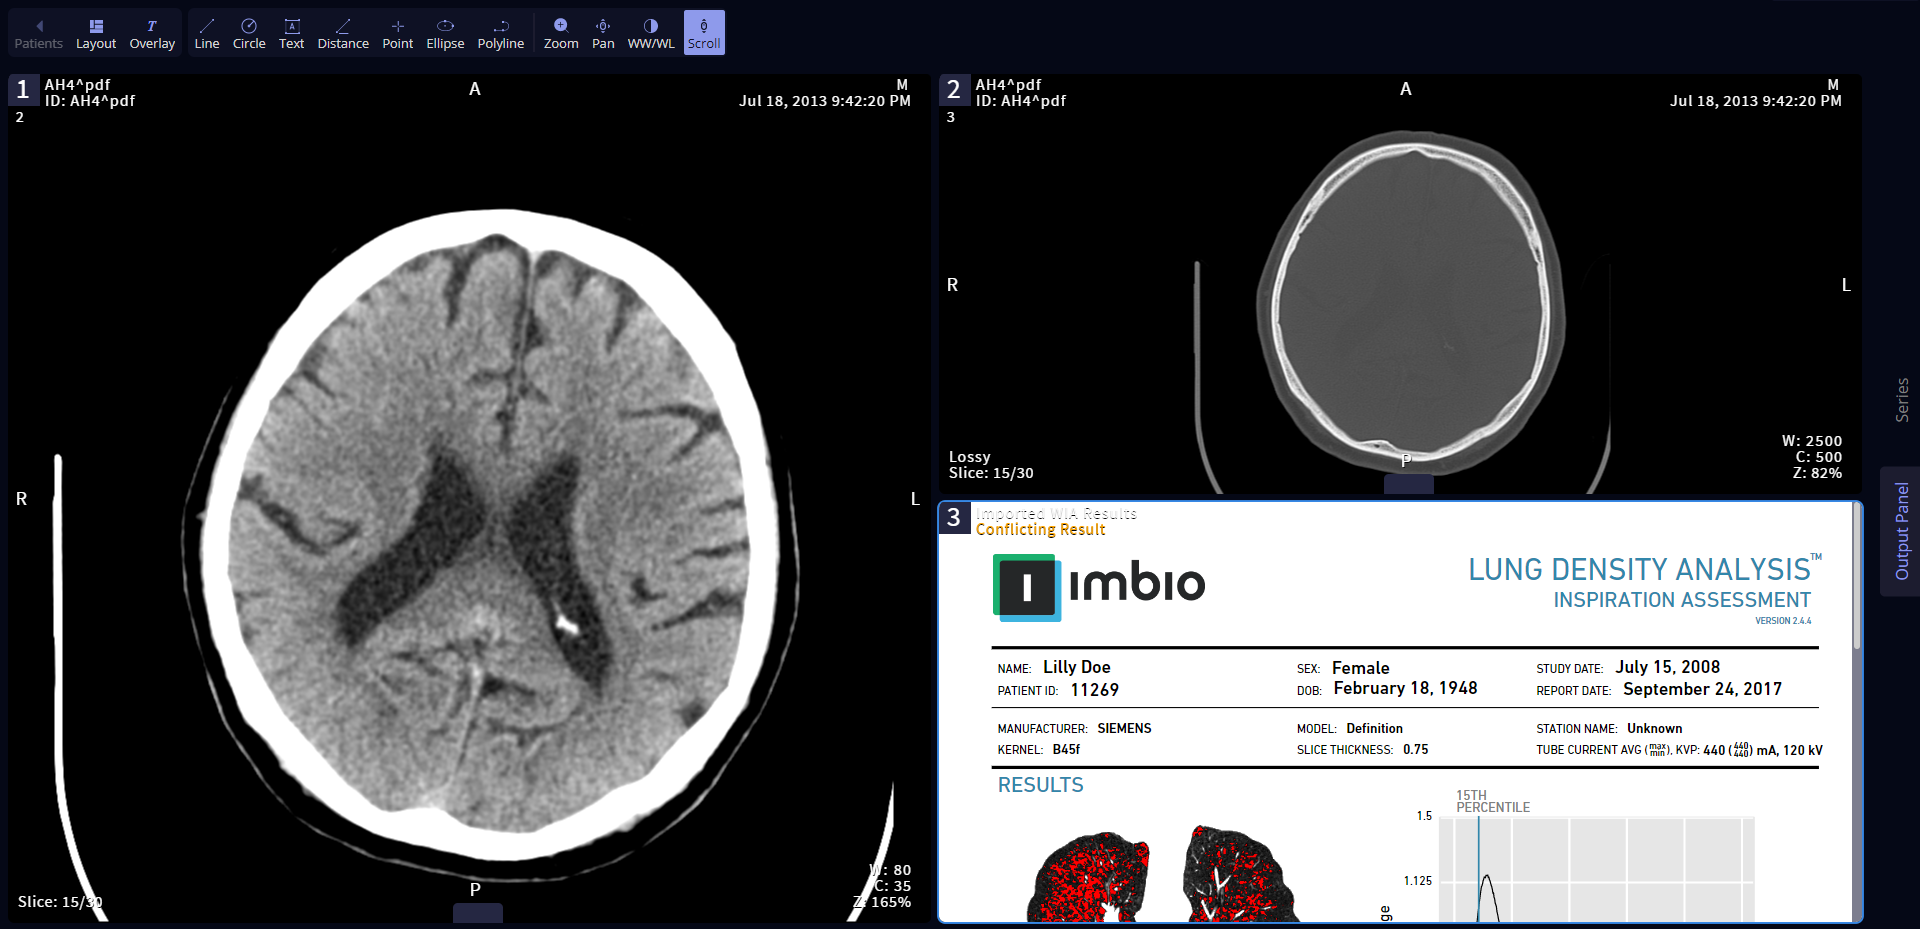 Patients Layout Overlay Line Circle Text Distance Point Ellipse Polyline Zoom Pan WW/WL Scroll
1
AH4^pdf
ID: AH4^pdf
2
A
M
Jul 18, 2013 9:42:20 PM
R
L
P
Slice: 15/30
W: 80
C: 35
Z: 165%
2
AH4^pdf
ID: AH4^pdf
3
A
M
Jul 18, 2013 9:42:20 PM
R
L
P
Lossy
Slice: 15/30
W: 2500
C: 500
Z: 82%
3
Imported WIA Results
Conflicting Result
I imbio
LUNG DENSITY ANALYSIS™
INSPIRATION ASSESSMENT
VERSION 2.4.4
NAME: Lilly Doe SEX: Female STUDY DATE: July 15, 2008
PATIENT ID: 11269 DOB: February 18, 1948 REPORT DATE: September 24, 2017
MANUFACTURER: SIEMENS MODEL: Definition STATION NAME: Unknown
KERNEL: B45f SLICE THICKNESS: 0.75 TUBE CURRENT AVG (max min), KVP: 440 (440 440) mA, 120 kV
RESULTS
15TH
PERCENTILE
1.5
1.125
ge
Series
Output Panel